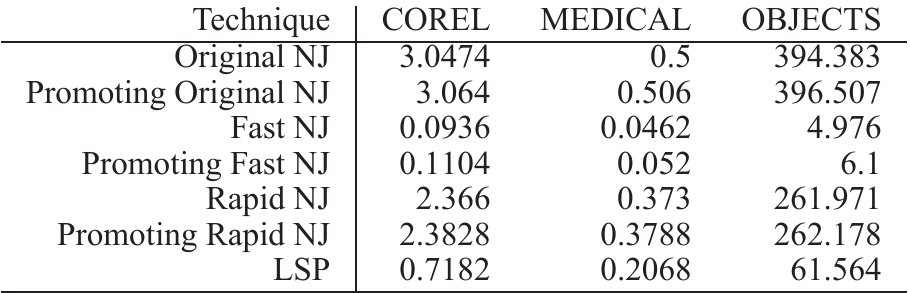 Technique COREL MEDICAL OBJECTS
Original NJ 3.0474 0.5 394.383
Promoting Original NJ 3.064 0.506 396.507
Fast NJ 0.0936 0.0462 4.976
Promoting Fast NJ 0.1104 0.052 6.1
Rapid NJ 2.366 0.373 261.971
Promoting Rapid NJ 2.3828 0.3788 262.178
LSP 0.7182 0.2068 61.564